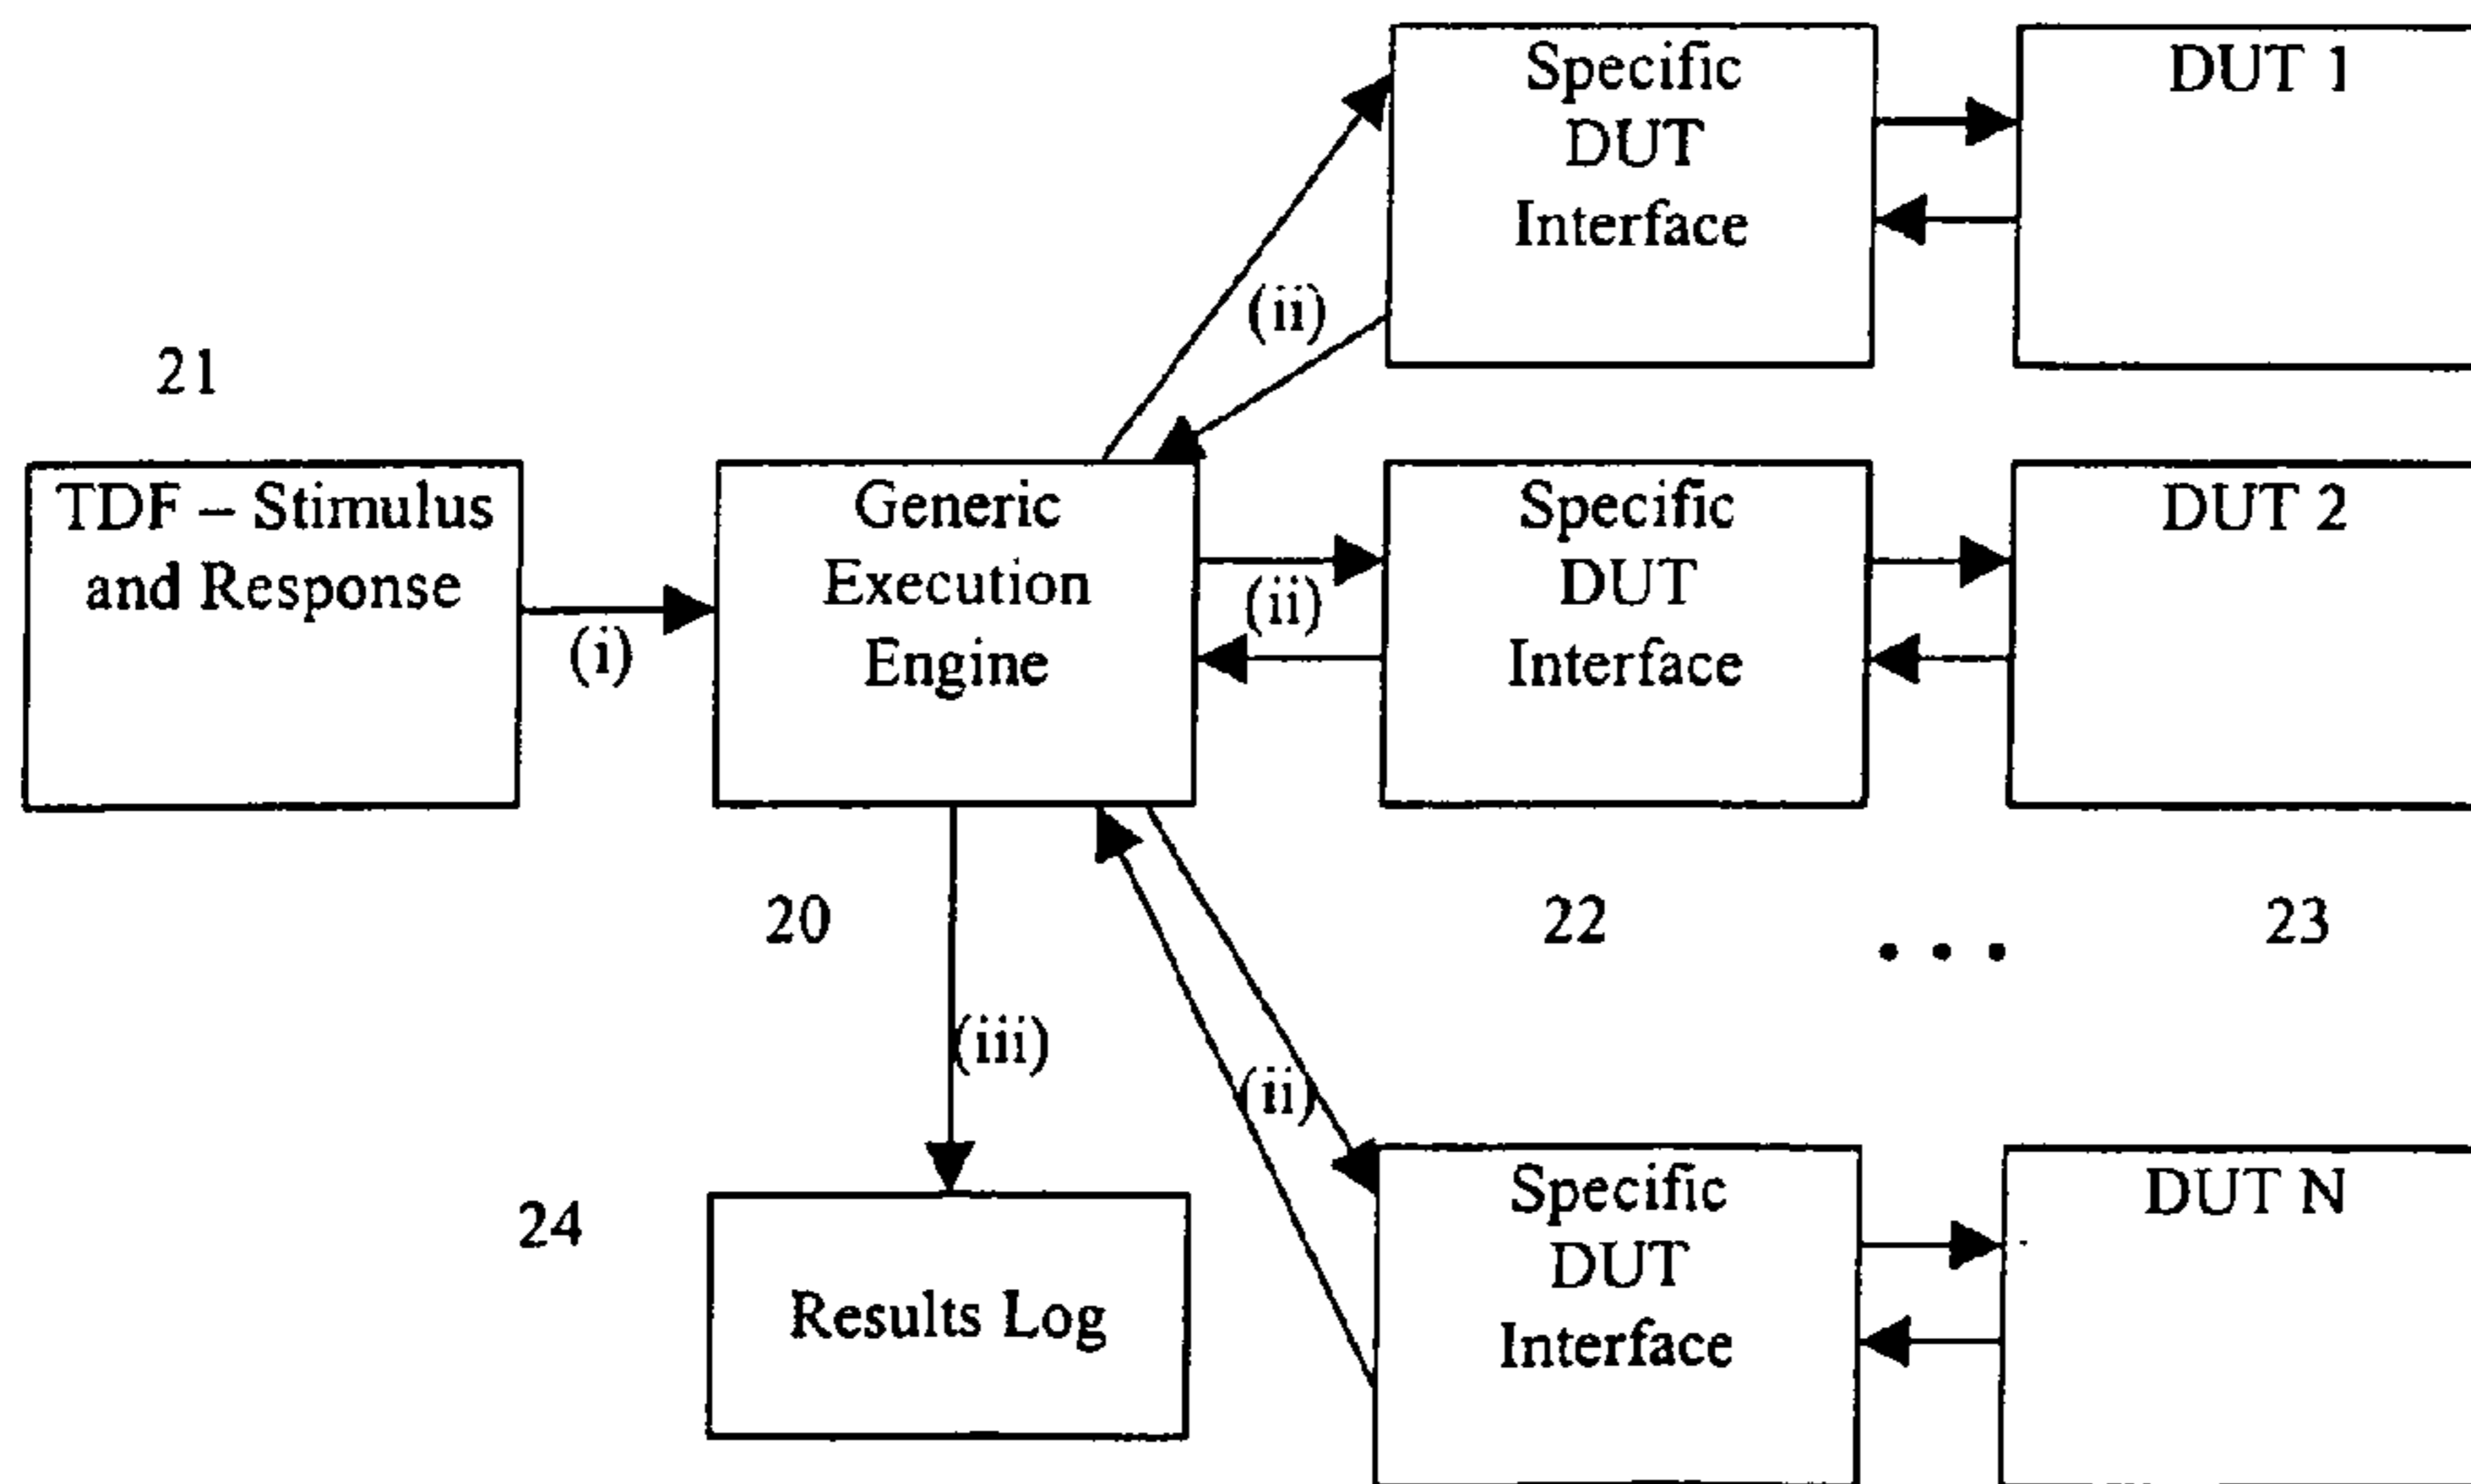 Specific
DUT
Interface
DUT 1
(ii)
21
TDF – Stimulus
and Response
(i)
Generic
Execution
Engine
(ii)
Specific
DUT
Interface
DUT 2
20
22
23
. . .
(iii)
(ii)
24
Results Log
Specific
DUT
Interface
DUT N